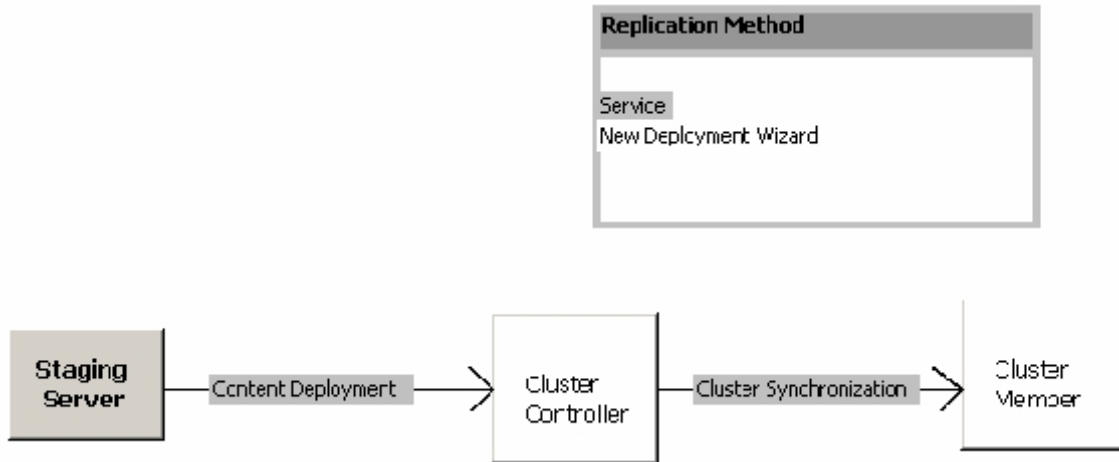 Replication Method
Service
New Deployment Wizard
Staging
Server
Content Deployment
Cluster
Controller
Cluster Synchronization
Cluster
Member